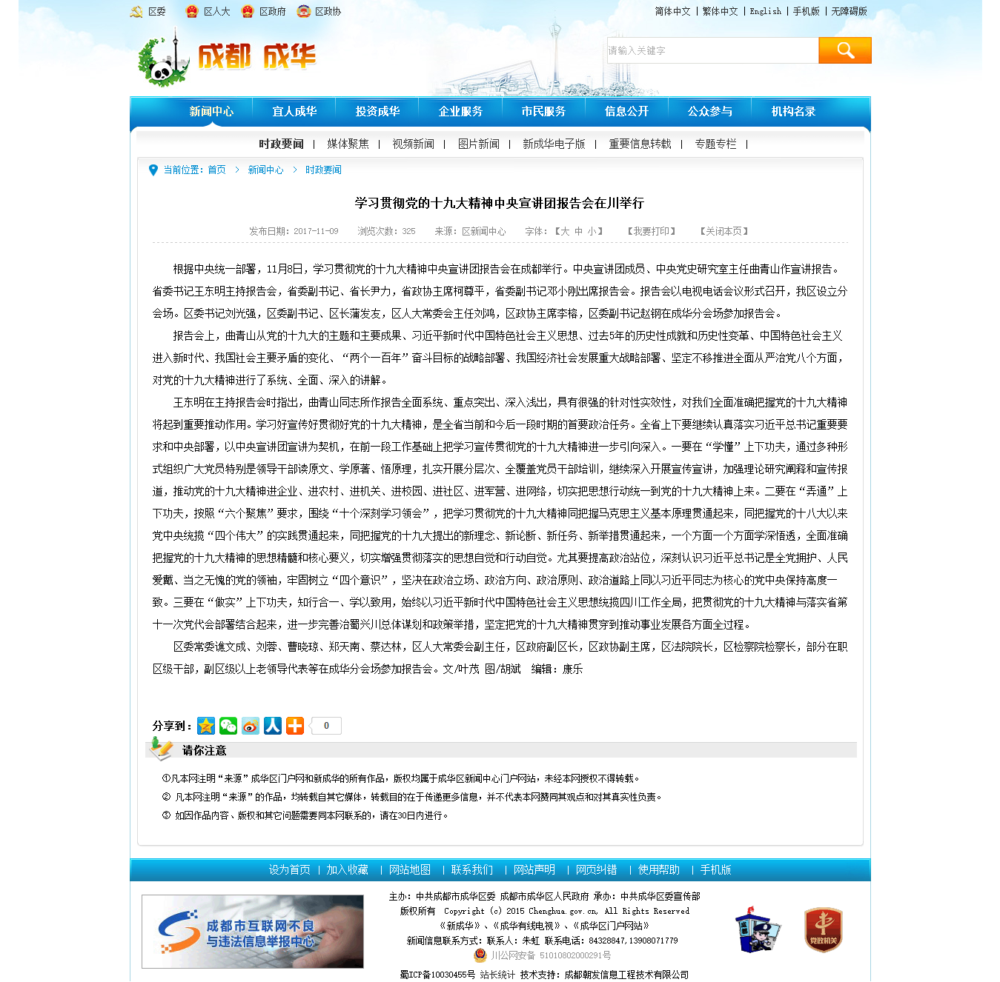 区委 区人大 区政府 区政协
简体中文 | 繁体中文 | English | 手机版 | 无障碍版
成都 成华
请输入关键字
新闻中心 宜人成华 投资成华 企业服务 市民服务 信息公开 公众参与 机构名录
时政要闻 | 媒体聚焦 | 视频新闻 | 图片新闻 | 新成华电子版 | 重要信息转载 | 专题专栏 |
当前位置：首页 > 新闻中心 > 时政要闻
学习贯彻党的十九大精神中央宣讲团报告会在川举行
发布日期：2017-11-09 浏览次数：325 来源：区新闻中心 字体：【大 中 小】 【我要打印】 【关闭本页】
根据中央统一部署，11月8日，学习贯彻党的十九大精神中央宣讲团报告会在成都举行。中央宣讲团成员、中央党史研究室主任曲青山作宣讲报告。
省委书记王东明主持报告会，省委副书记、省长尹力，省政协主席柯尊平，省委副书记邓小刚出席报告会。报告会以电视电话会议形式召开，我区设立分
会场。区委书记刘光强，区委副书记、区长蒲发友，区人大常委会主任刘鸿，区政协主席李榕，区委副书记赵钢在成华分会场参加报告会。
报告会上，曲青山从党的十九大的主题和主要成果、习近平新时代中国特色社会主义思想、过去5年的历史性成就和历史性变革、中国特色社会主义
进入新时代、我国社会主要矛盾的变化、“两个一百年”奋斗目标的战略部署、我国经济社会发展重大战略部署、坚定不移推进全面从严治党八个方面，
对党的十九大精神进行了系统、全面、深入的讲解。
王东明在主持报告会时指出，曲青山同志所作报告全面系统、重点突出、深入浅出，具有很强的针对性实效性，对我们全面准确把握党的十九大精神
将起到重要推动作用。学习好宣传好贯彻好党的十九大精神，是全省当前和今后一段时期的首要政治任务。全省上下要继续认真落实习近平总书记重要要
求和中央部署，以中央宣讲团宣讲为契机，在前一段工作基础上把学习宣传贯彻党的十九大精神进一步引向深入。一要在“学懂”上下功夫，通过多种形
式组织广大党员特别是领导干部读原文、学原著、悟原理，扎实开展分层次、全覆盖党员干部培训，继续深入开展宣传宣讲，加强理论研究阐释和宣传报
道，推动党的十九大精神进企业、进农村、进机关、进校园、进社区、进军营、进网络，切实把思想行动统一到党的十九大精神上来。二要在“弄通”上
下功夫，按照“六个聚焦”要求，围绕“十个深刻学习领会”，把学习贯彻党的十九大精神同把握马克思主义基本原理贯通起来，同把握党的十八大以来
党中央统揽“四个伟大”的实践贯通起来，同把握党的十九大提出的新理念、新论断、新任务、新举措贯通起来，一个方面一个方面学深悟透，全面准确
把握党的十九大精神的思想精髓和核心要义，切实增强贯彻落实的思想自觉和行动自觉。尤其要提高政治站位，深刻认识习近平总书记是全党拥护、人民
爱戴、当之无愧的党的领袖，牢固树立“四个意识”，坚决在政治立场、政治方向、政治原则、政治道路上同以习近平同志为核心的党中央保持高度一
致。三要在“做实”上下功夫，知行合一、学以致用，始终以习近平新时代中国特色社会主义思想统揽四川工作全局，把贯彻党的十九大精神与落实省第
十一次党代会部署结合起来，进一步完善治蜀兴川总体谋划和政策举措，坚定把党的十九大精神贯穿到推动事业发展各方面全过程。
区委常委谯文成、刘蓉、曹晓琼、郑天南、蔡达林，区人大常委会副主任，区政府副区长，区政协副主席，区法院院长，区检察院检察长，部分在职
区级干部，副区级以上老领导代表等在成华分会场参加报告会。文/叶茂 图/胡斌 编辑：康乐
分享到： 0
请你注意
①凡本网注明“来源”成华区门户网和新成华的所有作品，版权均属于成华区新闻中心门户网站，未经本网授权不得转载。
② 凡本网注明“来源”的作品，均转载自其它媒体，转载目的在于传递更多信息，并不代表本网赞同其观点和对其真实性负责。
③ 如因作品内容、版权和其它问题需要同本网联系的，请在30日内进行。
设为首页 | 加入收藏 | 网站地图 | 联系我们 | 网站声明 | 网页纠错 | 使用帮助 | 手机版
成都市互联网不良
与违法信息举报中心
主办：中共成都市成华区委 成都市成华区人民政府 承办：中共成华区委宣传部
版权所有 Copyright (c) 2015 Chenghua.gov.cn, All Rights Reserved
《新成华》、《成华有线电视》、《成华区门户网站》
新闻信息联系方式：联系人：朱虹 联系电话：84328847,13908071779
川公网安备 51010802000291号
蜀ICP备10030455号 站长统计 技术支持：成都朝发信息工程技术有限公司
成都
党政机关